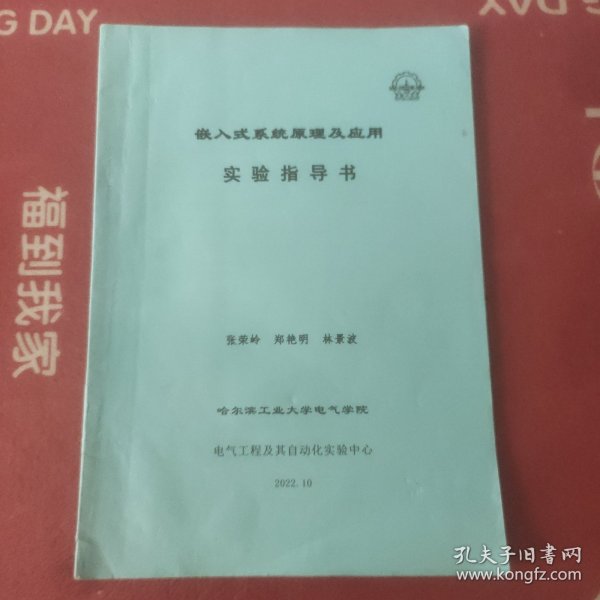 G DAY
NG DAY
福到我家
嵌入式系统原理及应用
实验指导书
张荣岭 郑艳明 林景波
哈尔滨工业大学电气学院
电气工程及其自动化实验中心
2022.10
孔夫子旧书网
www.kongfz.com